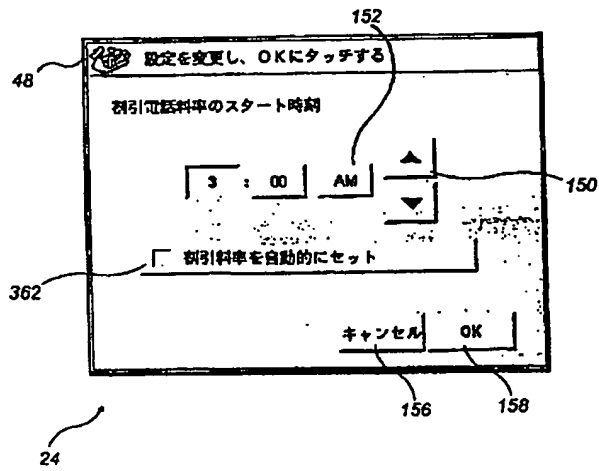 152
48
設定を変更し、OKにタッチする
割引電話料率のスタート時刻
3 : 00 AM
150
362
割引料率を自動的にセット
キャンセル OK
156
158
24